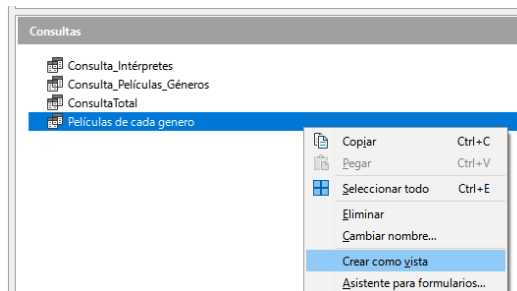 Consultas
Consulta_Intérpretes
Consulta_Películas_Géneros
ConsultaTotal
Películas de cada genero
Copiar Ctrl+C
Pegar Ctrl+V
Seleccionar todo Ctrl+E
Eliminar
Cambiar nombre...
Crear como vista
Asistente para formularios...